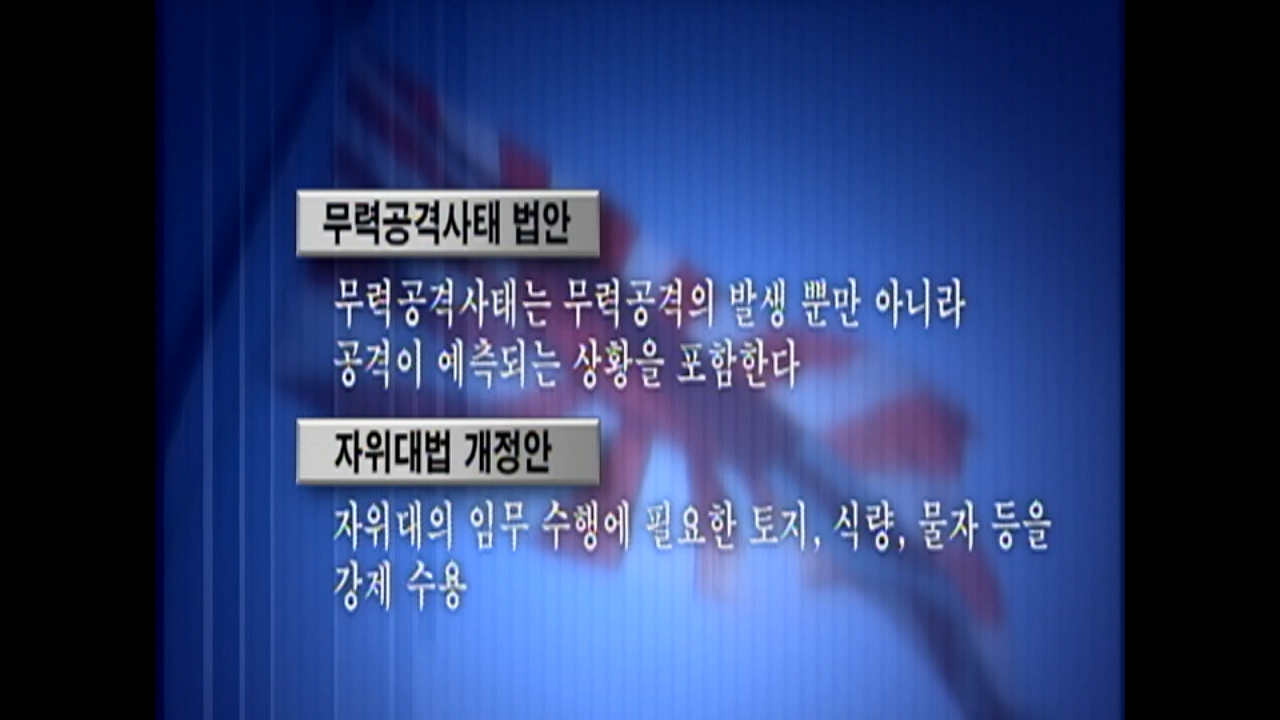 무력공격사태 법안
무력공격사태는 무력공격의 발생 뿐만 아니라
공격이 예측되는 상황을 포함한다
자위대법 개정안
자위대의 임무 수행에 필요한 토지, 식량, 물자 등을
강제 수용